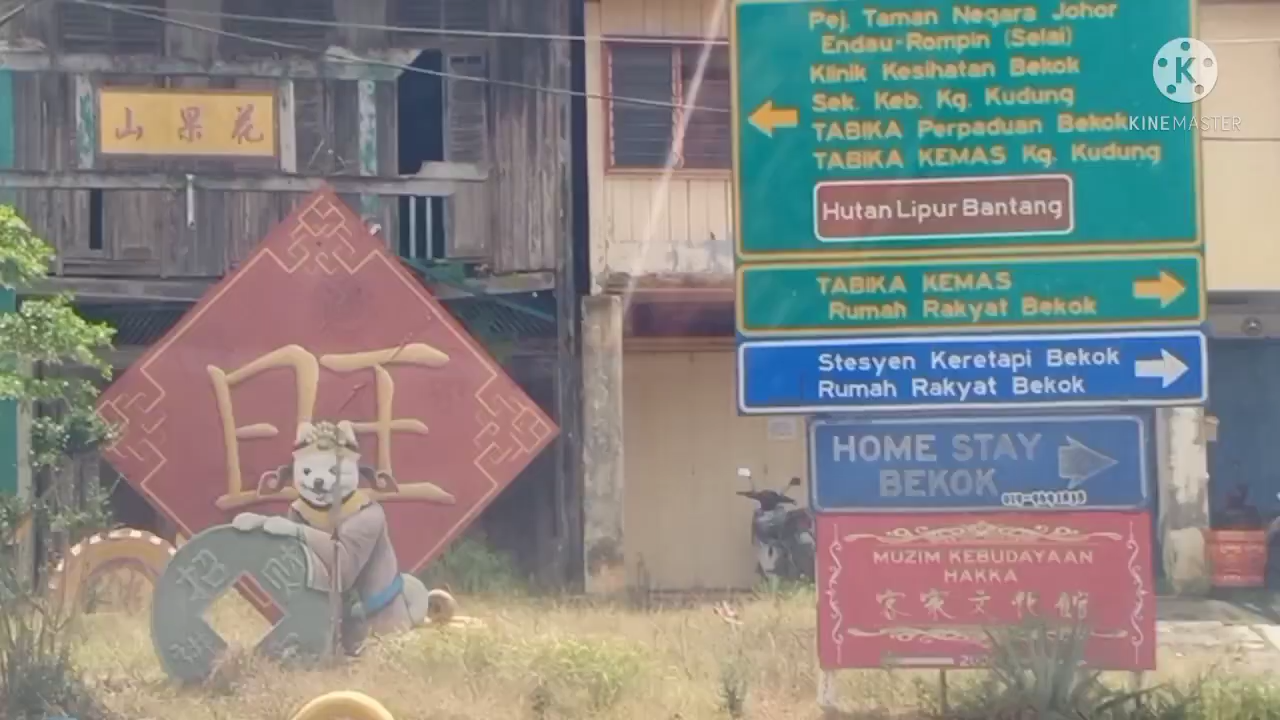 山果花
旺
招財
Pej. Taman Negara Johor
Endau-Rompin (Selai)
Klinik Kesihatan Bekok
Sek. Keb. Kg. Kudung
TABIKA Perpaduan Bekok
TABIKA KEMAS Kg. Kudung
Hutan Lipur Bantang
TABIKA KEMAS
Rumah Rakyat Bekok
Stesyen Keretapi Bekok
Rumah Rakyat Bekok
HOME STAY
BEKOK
MUZIM KEBUDAYAAN
HAKKA
客家文化館
KINEMASTER